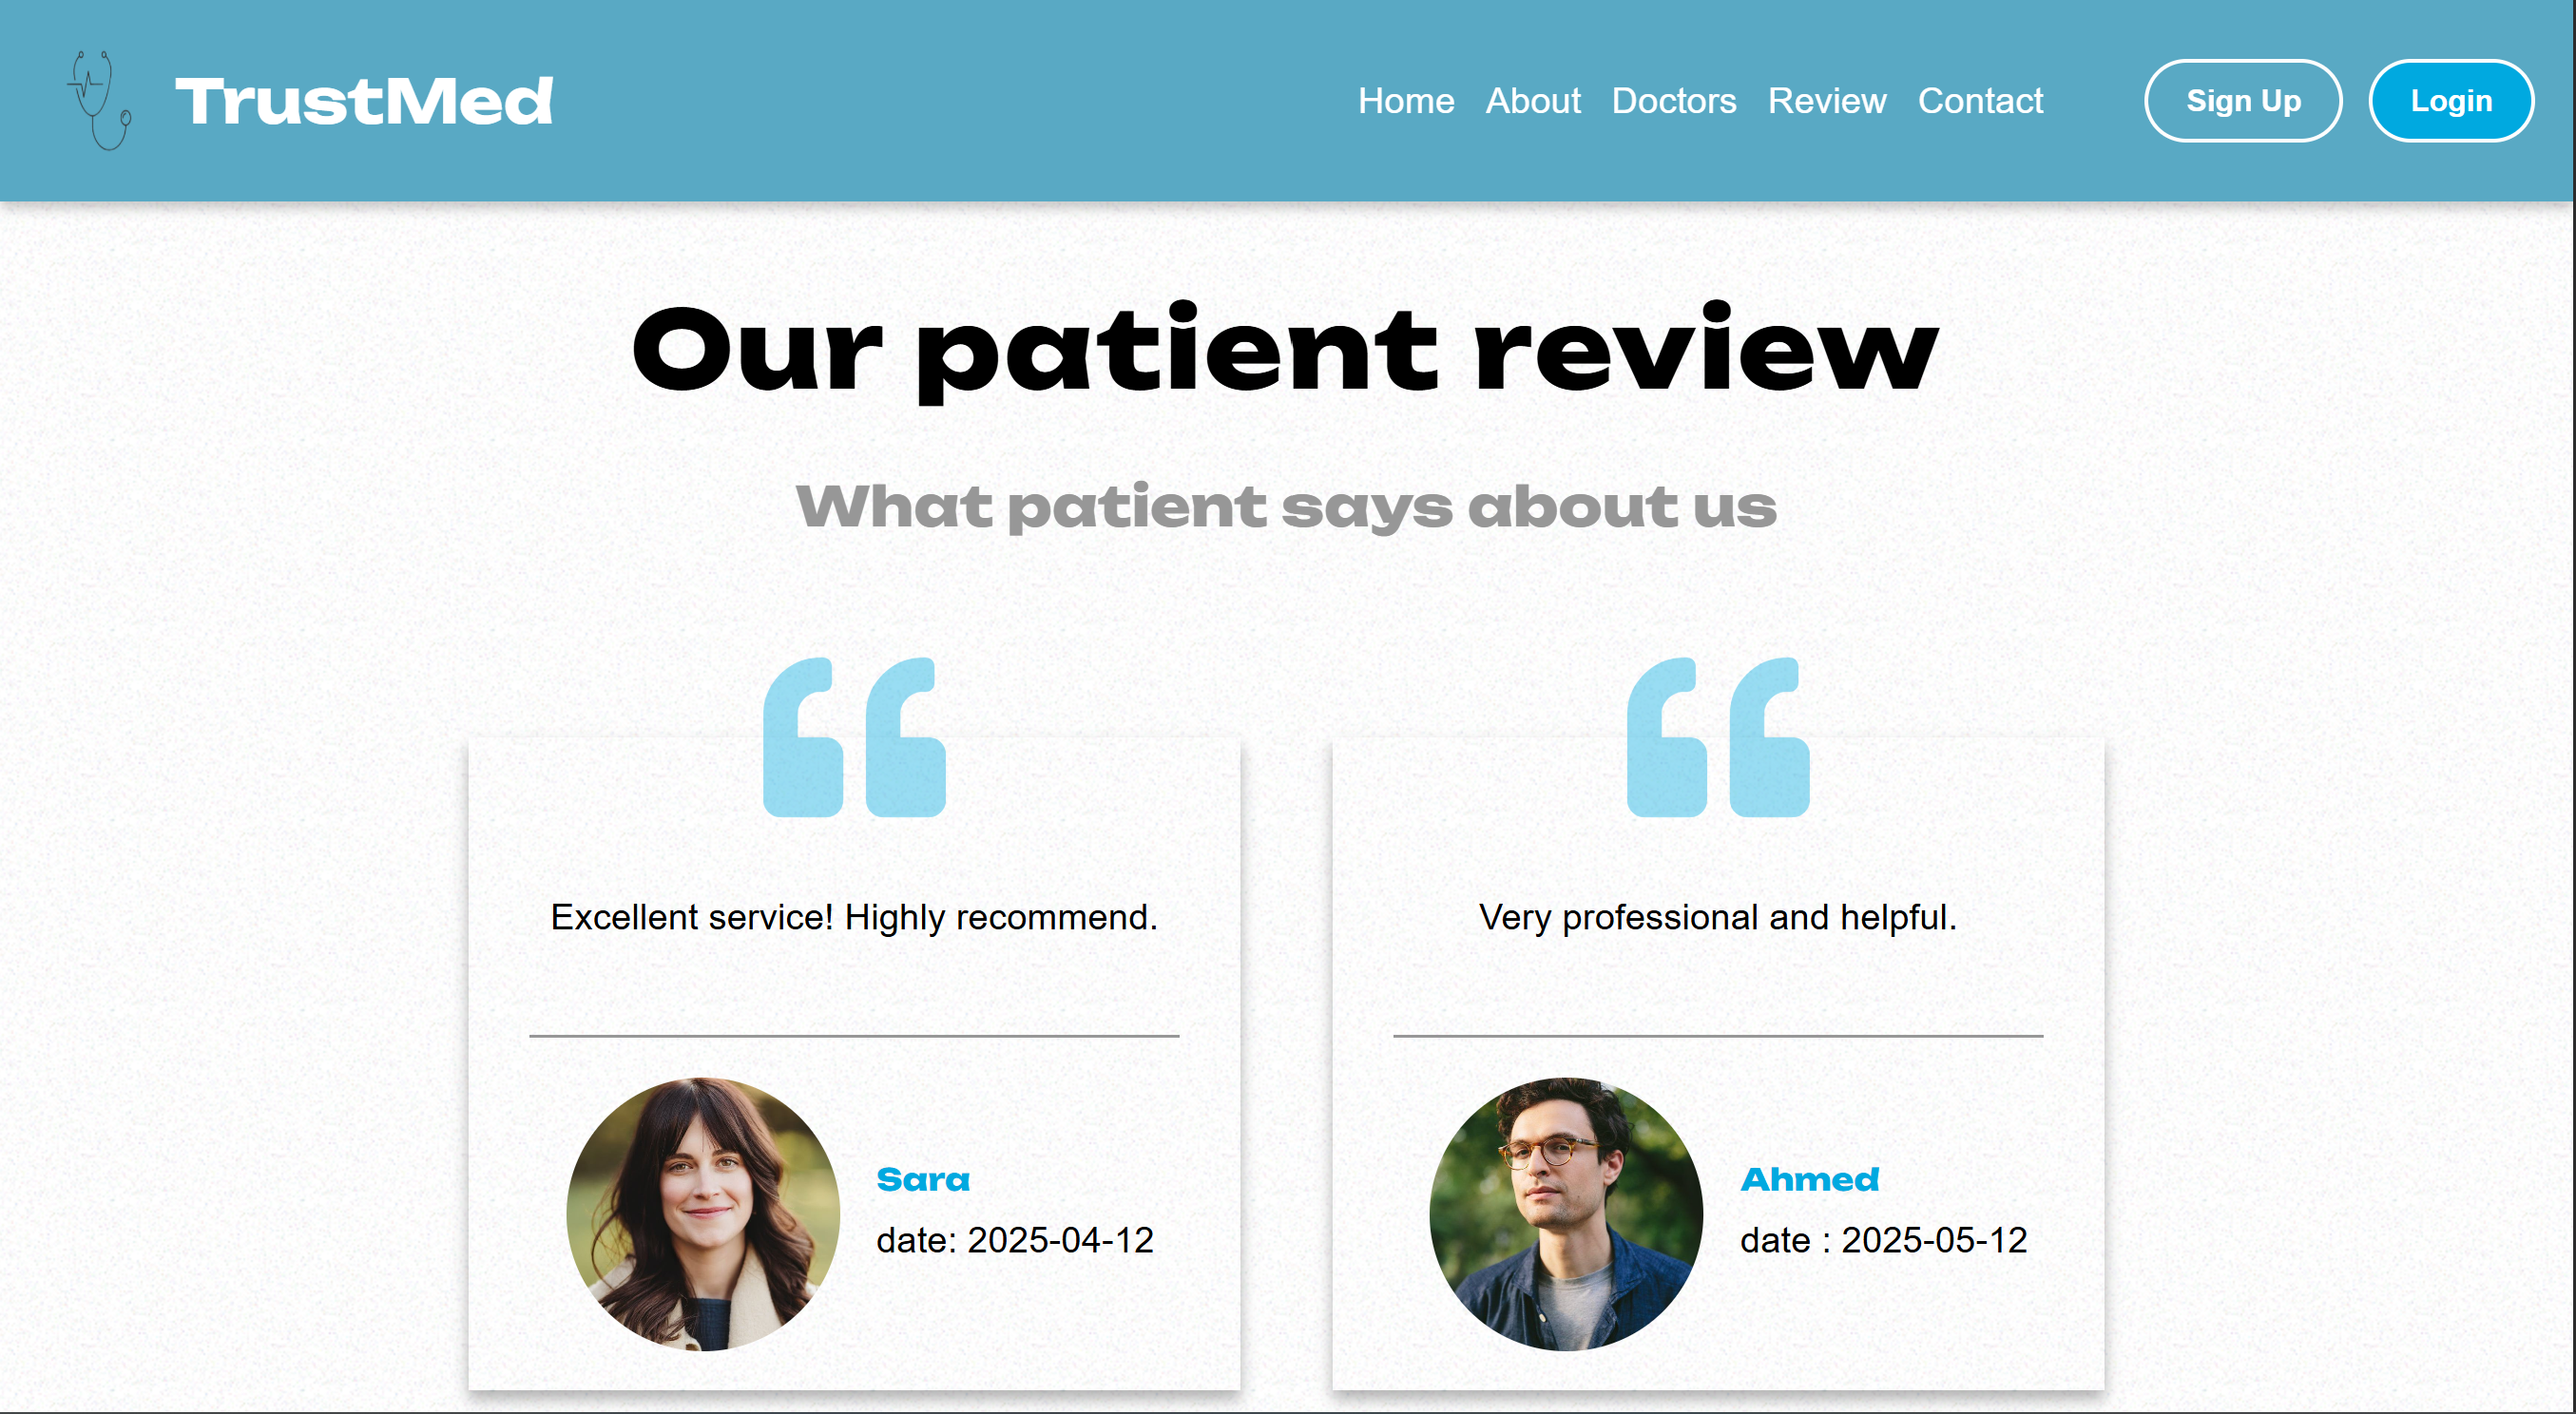 TrustMed
Home About Doctors Review Contact
Sign Up
Login
Our patient review
What patient says about us
Excellent service! Highly recommend.
Sara
date: 2025-04-12
Very professional and helpful.
Ahmed
date : 2025-05-12